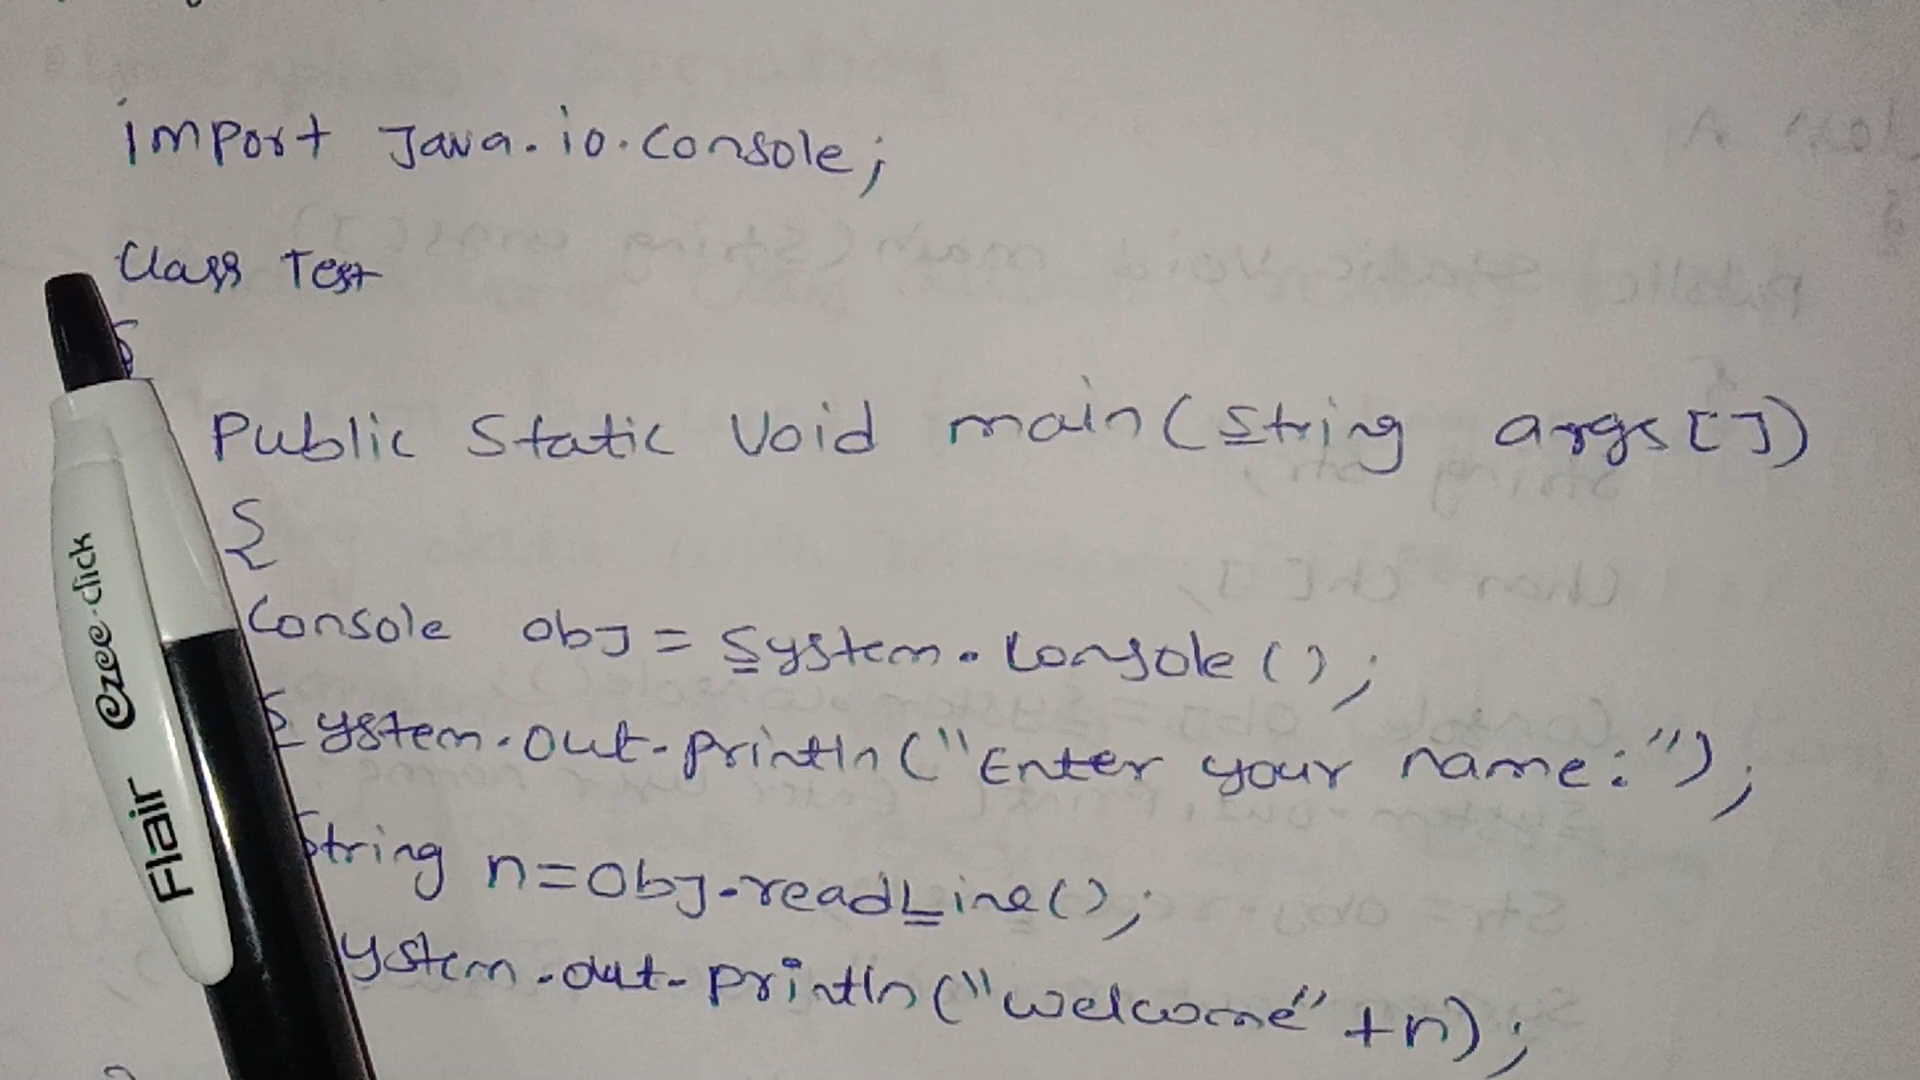 import Java.io.Console;
Class Test
{
Public Static Void main(String args[])
{
Console obj = System.Console();
System.out.println("Enter your name:");
String n=obj.readLine();
ystem.out.println("welcome"+n);
Flair ezee-click